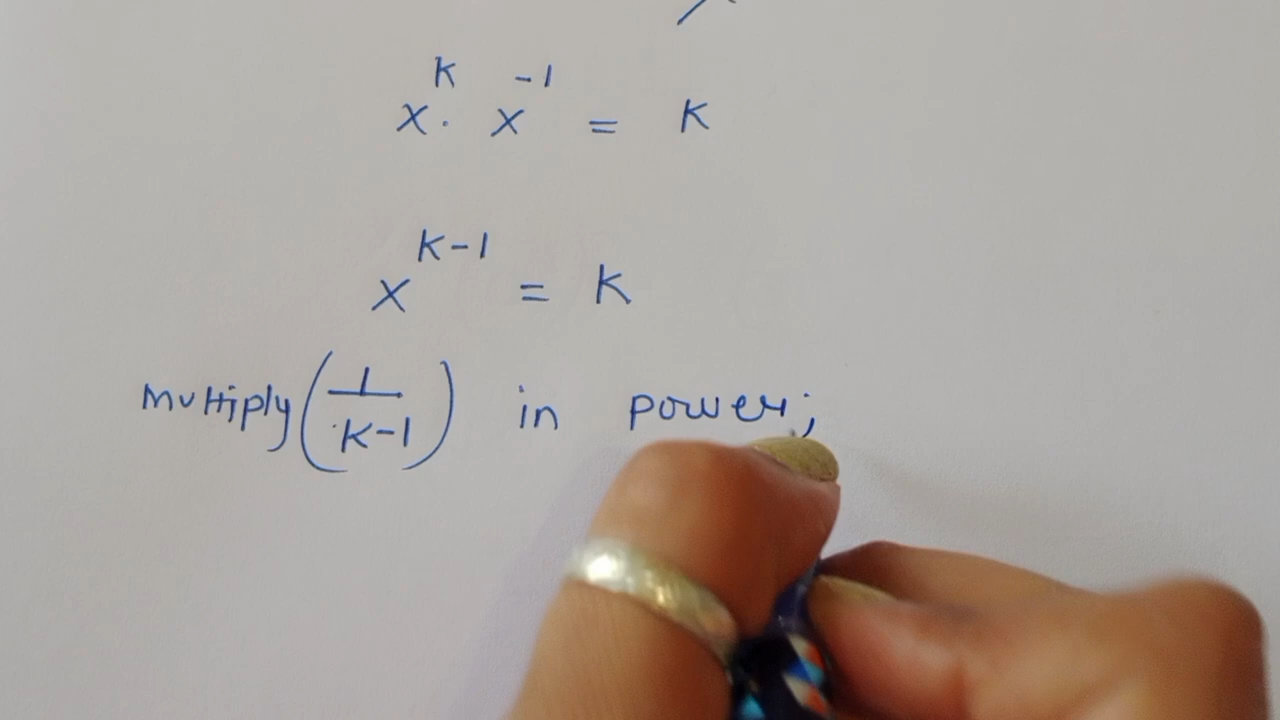 x^k · x^-1 = k
x^k-1 = k
multiply (1/k-1) in power;